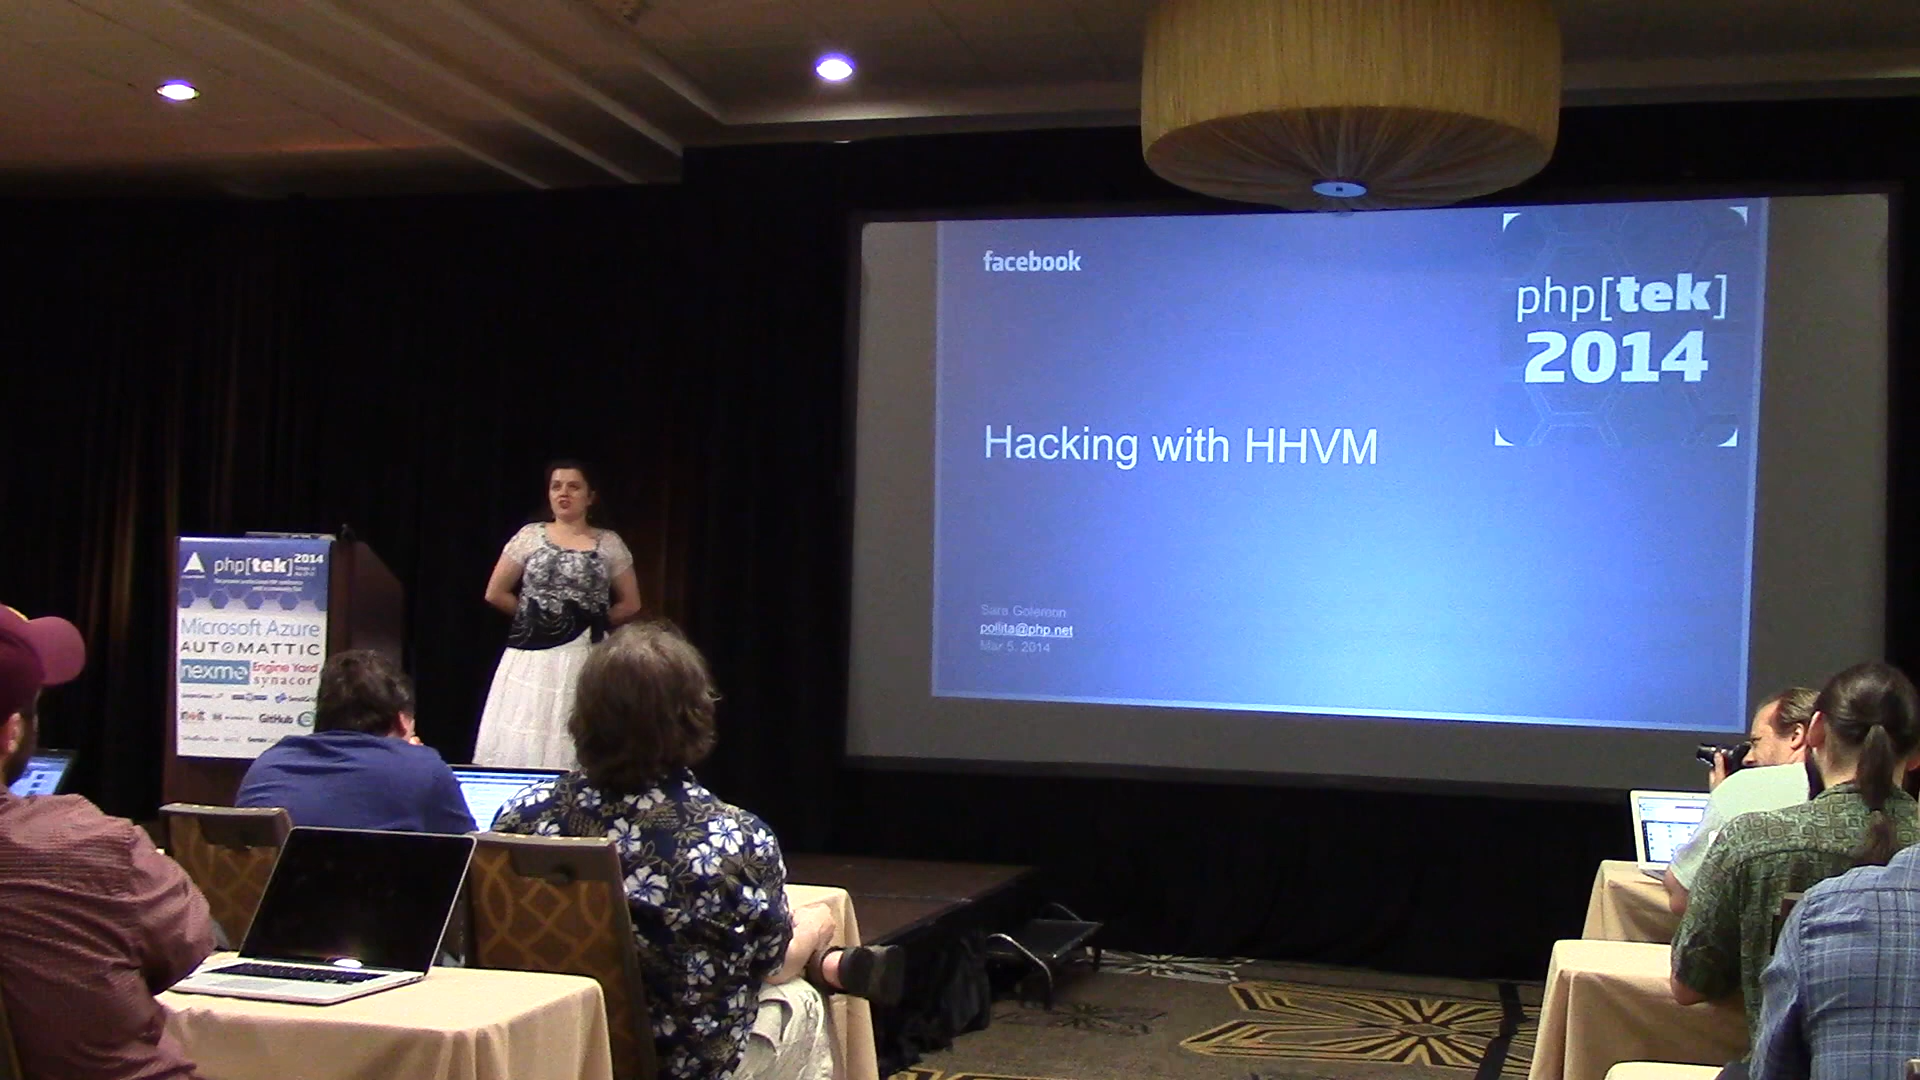 facebook
php[tek]
2014
Hacking with HHVM
Sara Golemon
pollita@php.net
Mar 5, 2014
php[tek] 2014
Microsoft Azure
AUTOMATTIC
nexmo Engine Yard
synacor
GitHub